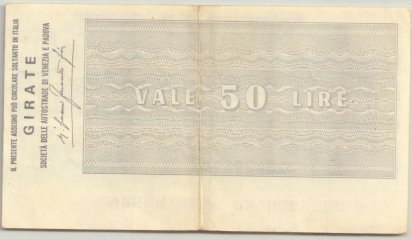 IL PRESENTE ASSEGNO PUÒ CIRCOLARE SOLTANTO IN ITALIA
GIRATE
SOCIETÀ DELLE AUTOSTRADE DI VENEZIA E PADOVA
VALE 50 LIRE